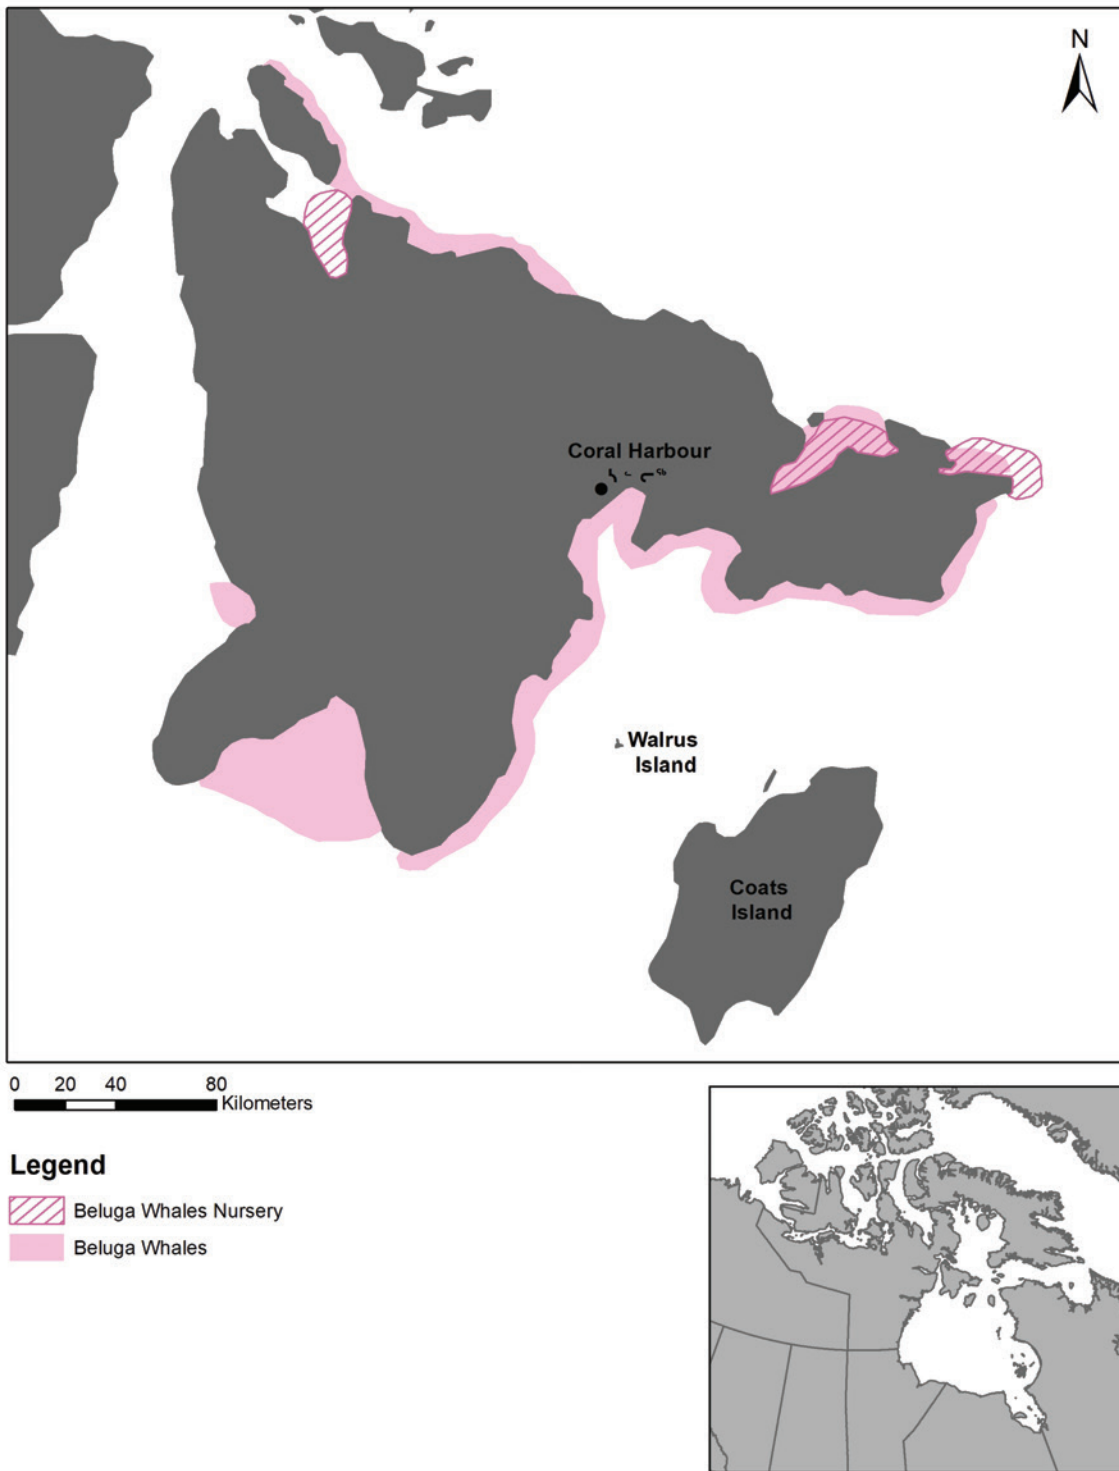 N
Coral Harbour
Walrus
Island
Coats
Island
0 20 40 80
Kilometers
Legend
Beluga Whales Nursery
Beluga Whales